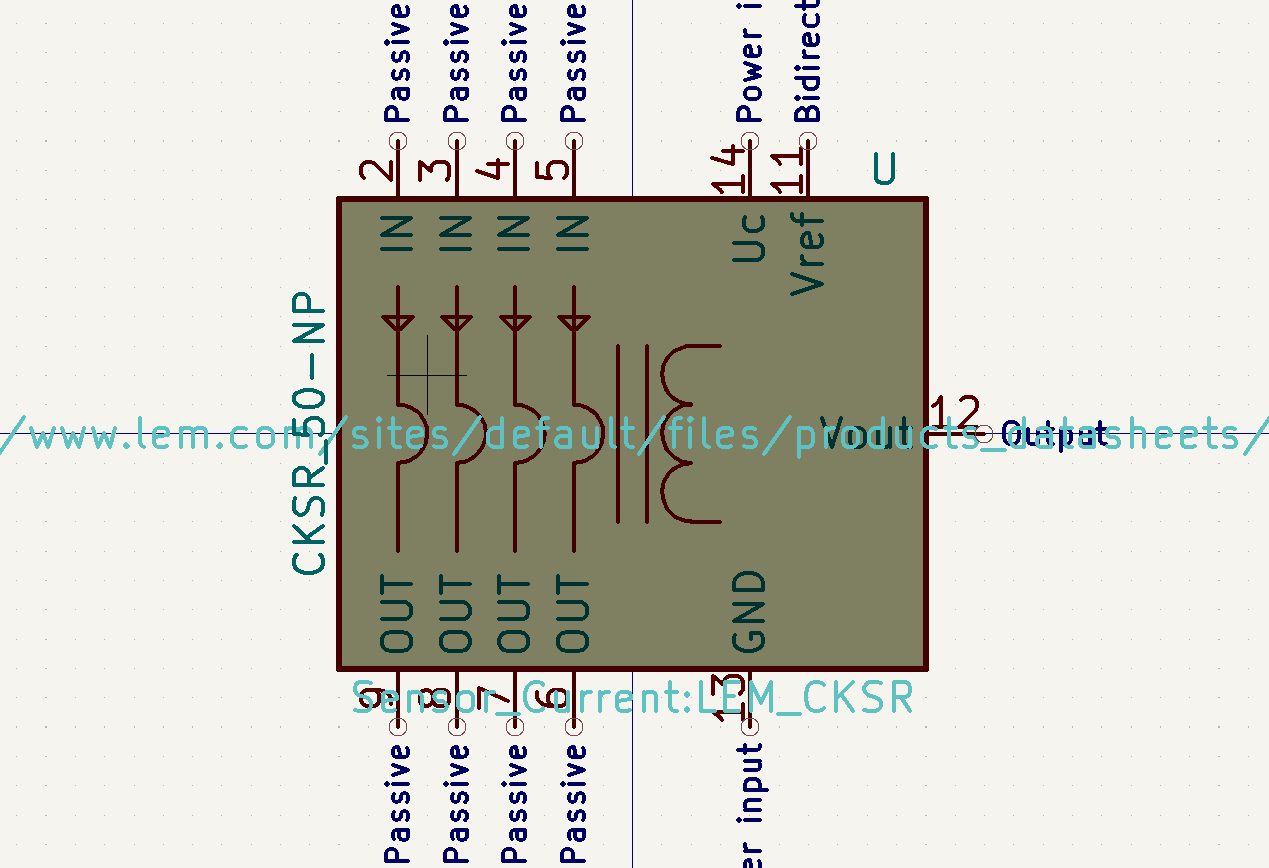 Passive
Passive
Passive
Passive
Power i
Bidirect
2
3
4
5
14
11
U
IN
IN
IN
IN
Uc
Vref
CKSR_50-NP
/www.lem.com/sites/default/files/products_datasheets/
Vout
12
Output
OUT
OUT
OUT
OUT
GND
9
8
7
6
13
Sensor_Current:LEM_CKSR
Passive
Passive
Passive
Passive
er input